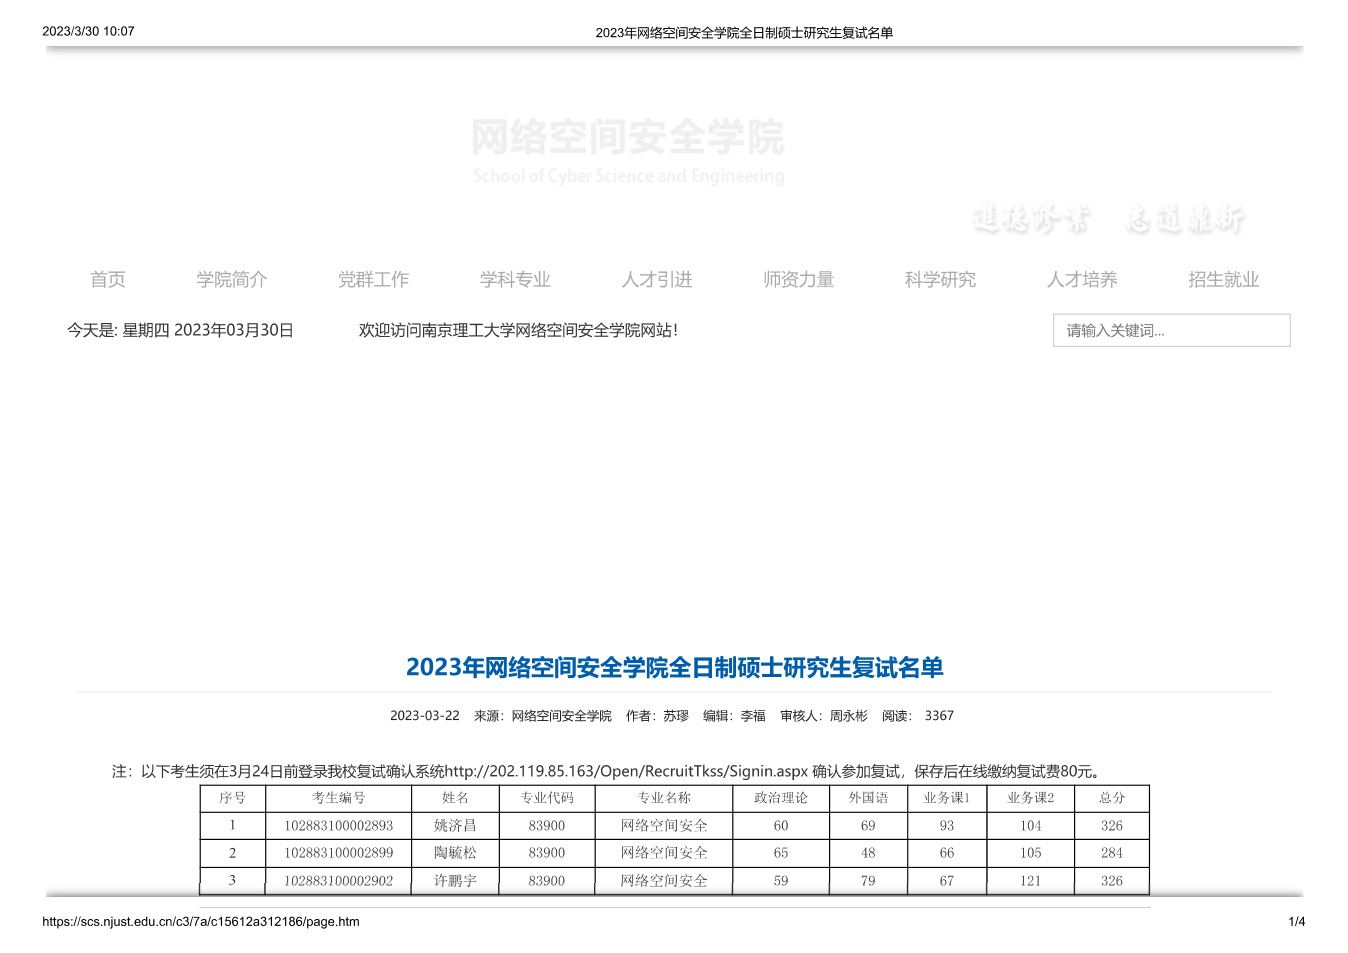 2023/3/30 10:07 2023年网络空间安全学院全日制硕士研究生复试名单
网络空间安全学院
School of Cyber Science and Engineering
進德修業 志道鼎新
首页 学院简介 党群工作 学科专业 人才引进 师资力量 科学研究 人才培养 招生就业
今天是: 星期四 2023年03月30日 欢迎访问南京理工大学网络空间安全学院网站! 请输入关键词...
2023年网络空间安全学院全日制硕士研究生复试名单
2023-03-22 来源：网络空间安全学院 作者：苏璆 编辑：李福 审核人：周永彬 阅读： 3367
注：以下考生须在3月24日前登录我校复试确认系统http://202.119.85.163/Open/RecruitTkss/Signin.aspx 确认参加复试，保存后在线缴纳复试费80元。
序号 考生编号 姓名 专业代码 专业名称 政治理论 外国语 业务课1 业务课2 总分
1 102883100002893 姚济昌 83900 网络空间安全 60 69 93 104 326
2 102883100002899 陶毓松 83900 网络空间安全 65 48 66 105 284
3 102883100002902 许鹏宇 83900 网络空间安全 59 79 67 121 326
https://scs.njust.edu.cn/c3/7a/c15612a312186/page.htm 1/4